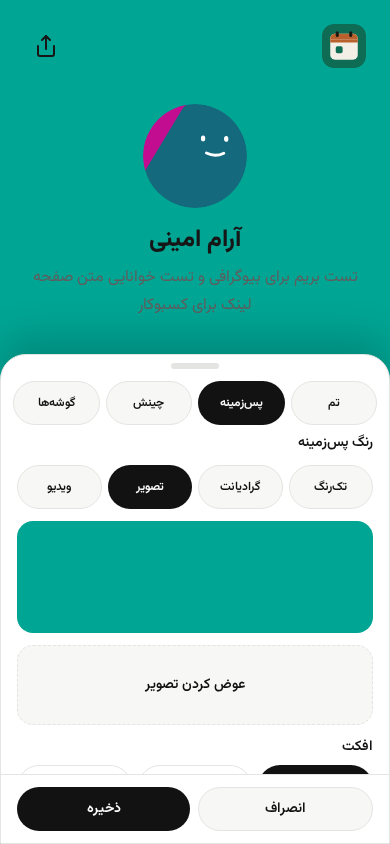 آرام امینی
تست بریم برای بیوگرافی و تست خوانایی متن صفحه
لینک برای کسبوکار
تم
پس‌زمینه
چینش
گوشه‌ها
رنگ پس‌زمینه
تک‌رنگ
گرادیانت
تصویر
ویدیو
عوض کردن تصویر
افکت
انصراف
ذخیره